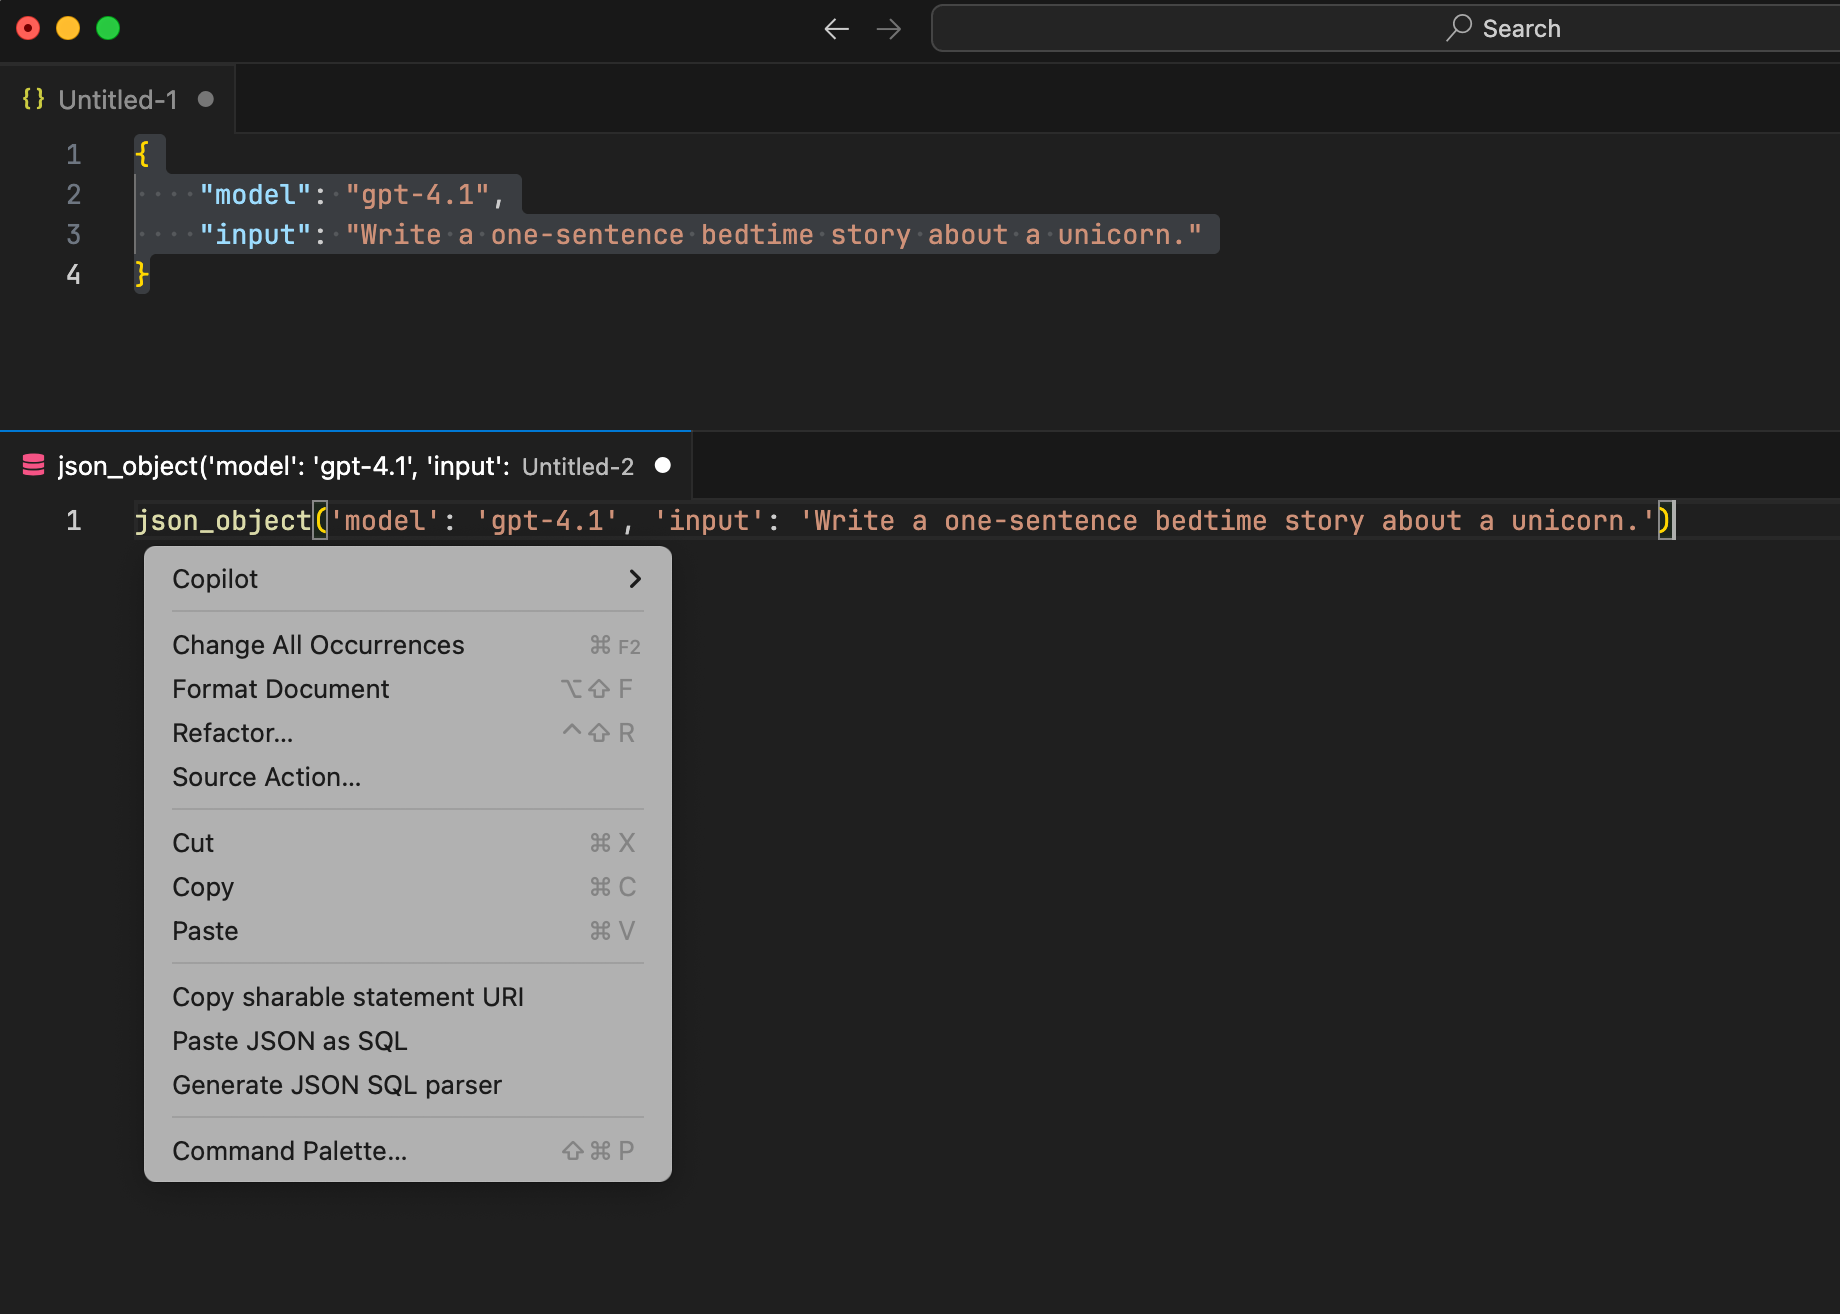 Search
{} Untitled-1
1 {
2 "model": "gpt-4.1",
3 "input": "Write a one-sentence bedtime story about a unicorn."
4 }
json_object('model': 'gpt-4.1', 'input': Untitled-2
1 json_object('model': 'gpt-4.1', 'input': 'Write a one-sentence bedtime story about a unicorn.')
Copilot
Change All Occurrences ⌘ F2
Format Document ⌥⇧ F
Refactor... ^⇧ R
Source Action...
Cut ⌘ X
Copy ⌘ C
Paste ⌘ V
Copy sharable statement URI
Paste JSON as SQL
Generate JSON SQL parser
Command Palette... ⇧⌘ P